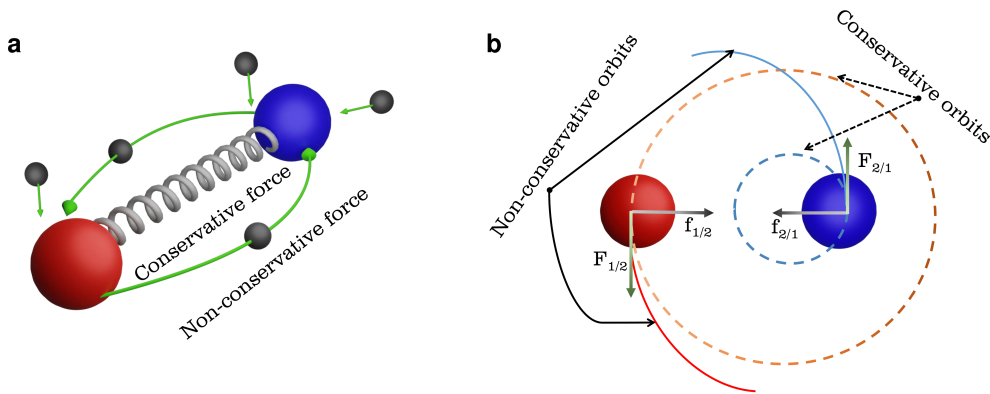 a
Conservative force
Non-conservative force
b
Non-conservative orbits
Conservative orbits
F2/1
f1/2
f2/1
F1/2